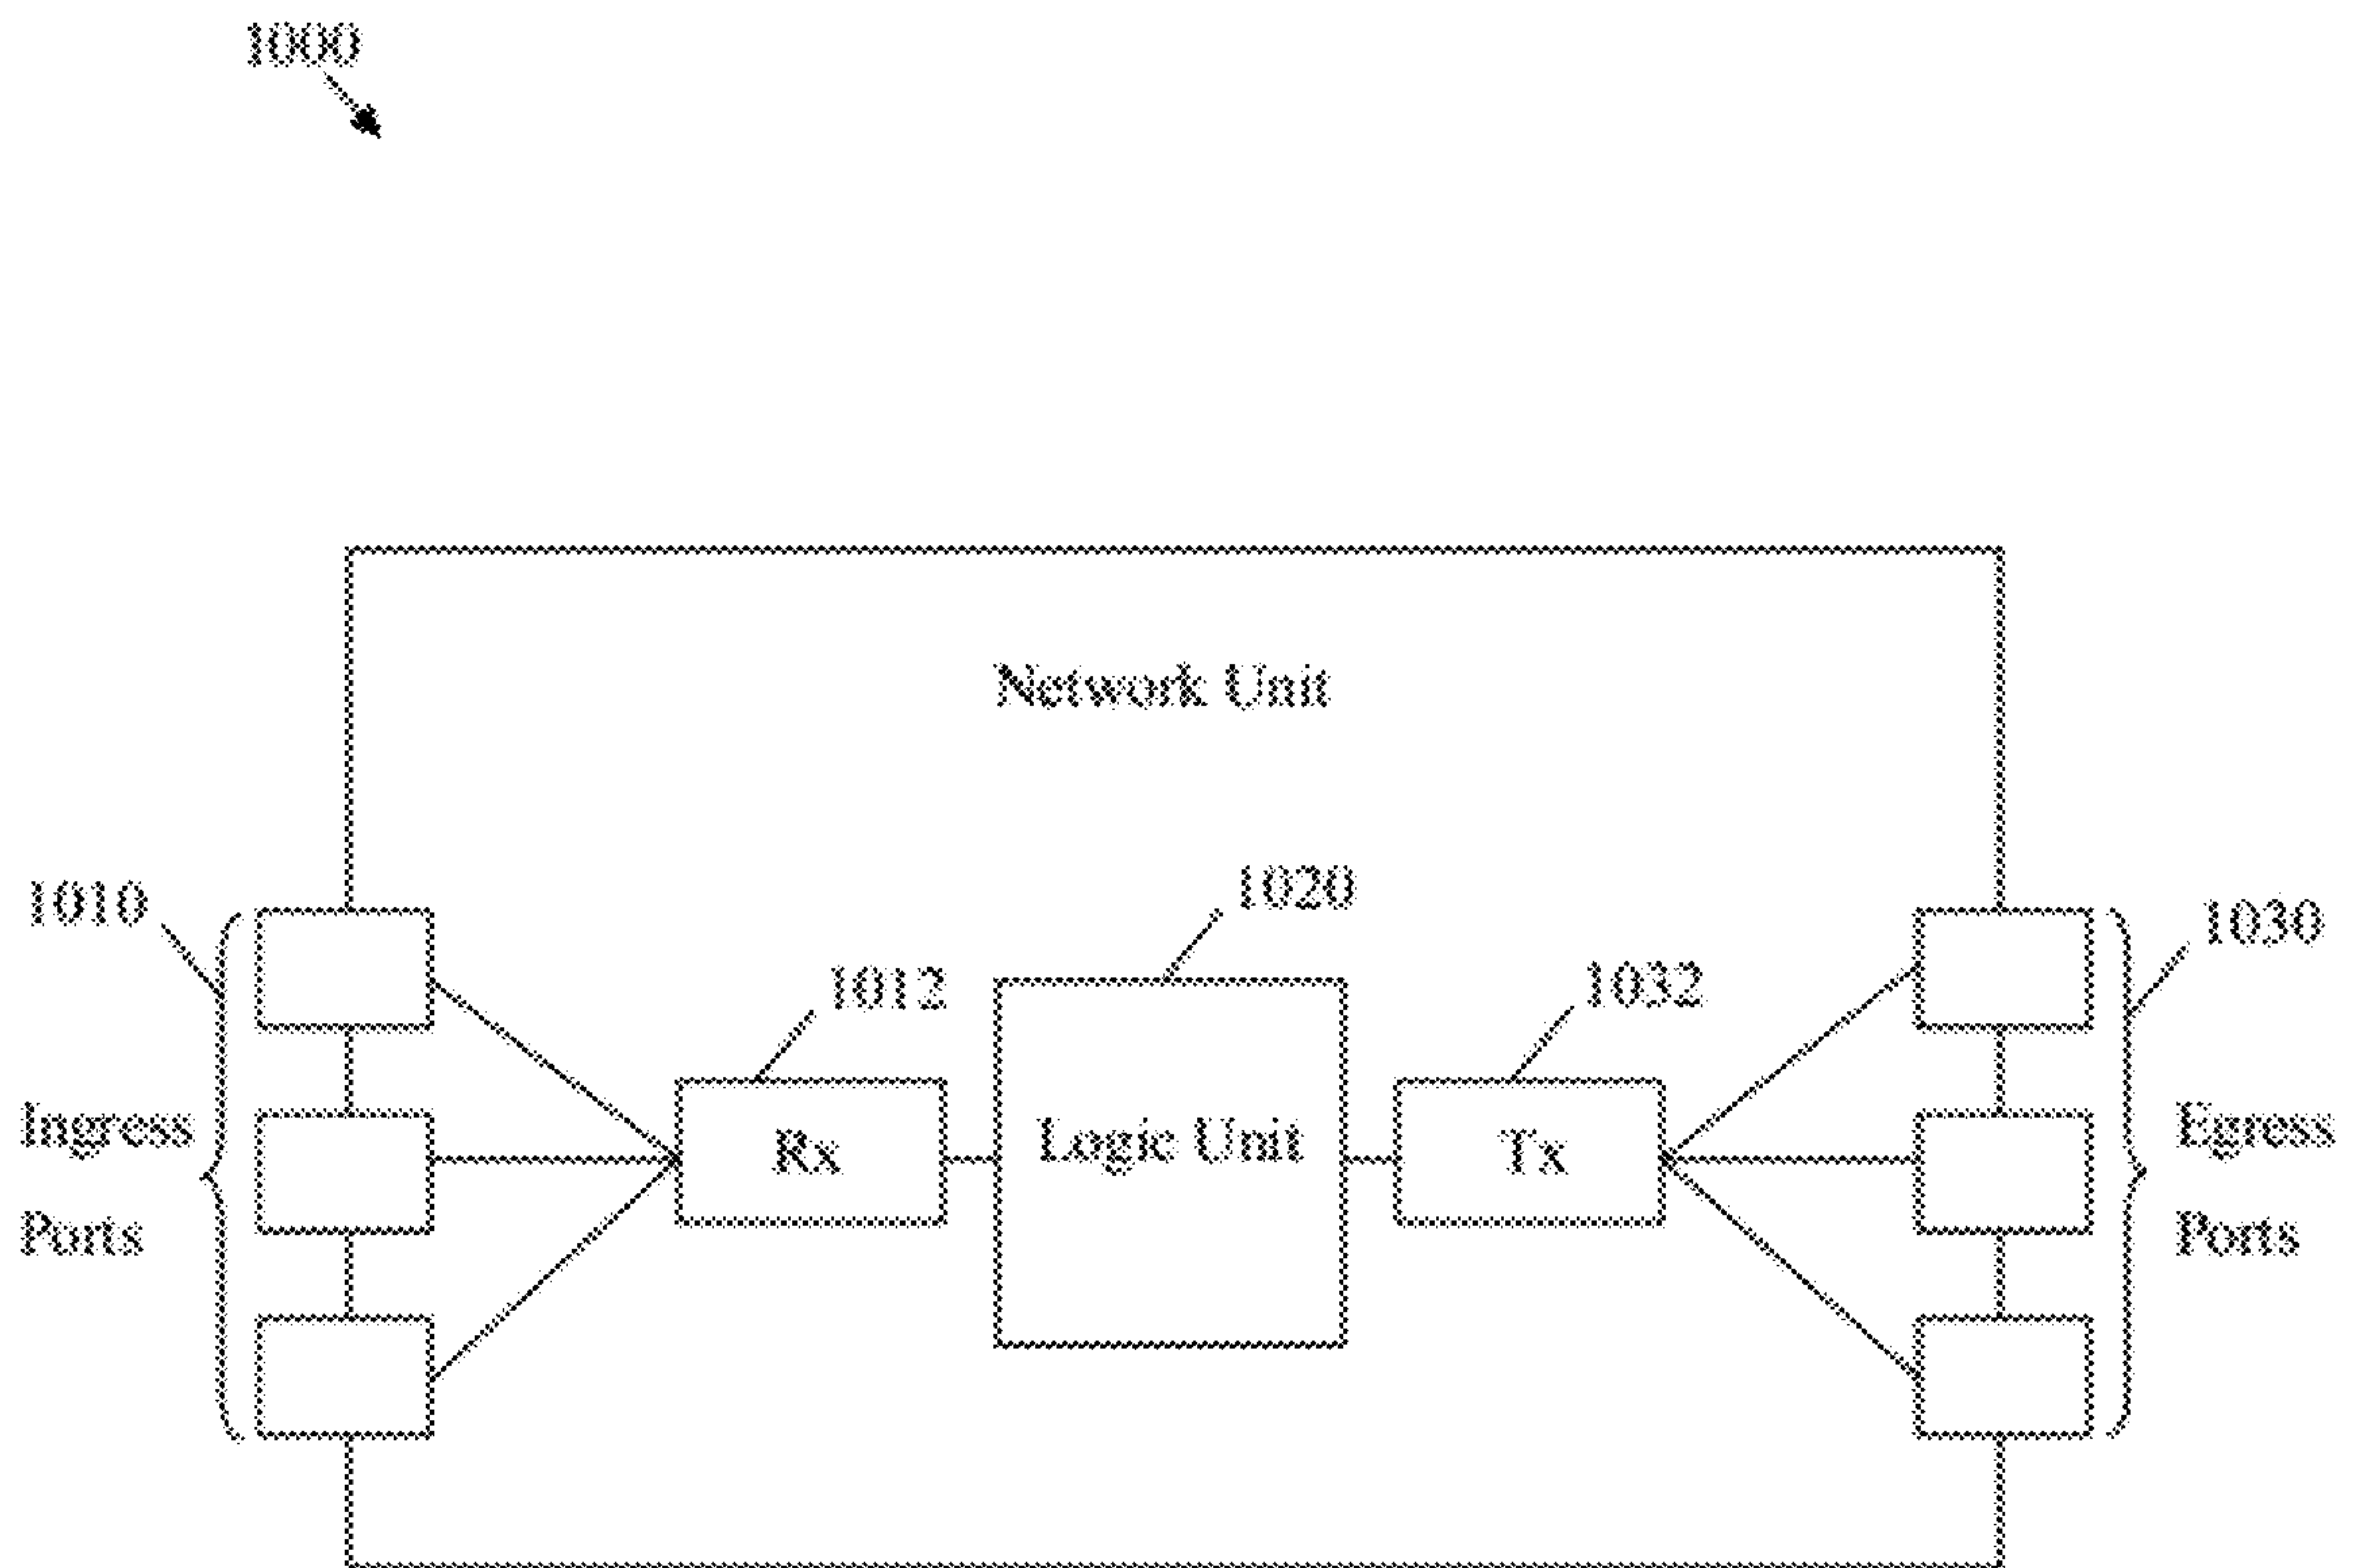 1000
Network Unit
1010
1020
1030
1012
1032
Ingress
Ports
Rx
Logic Unit
Tx
Egress
Ports